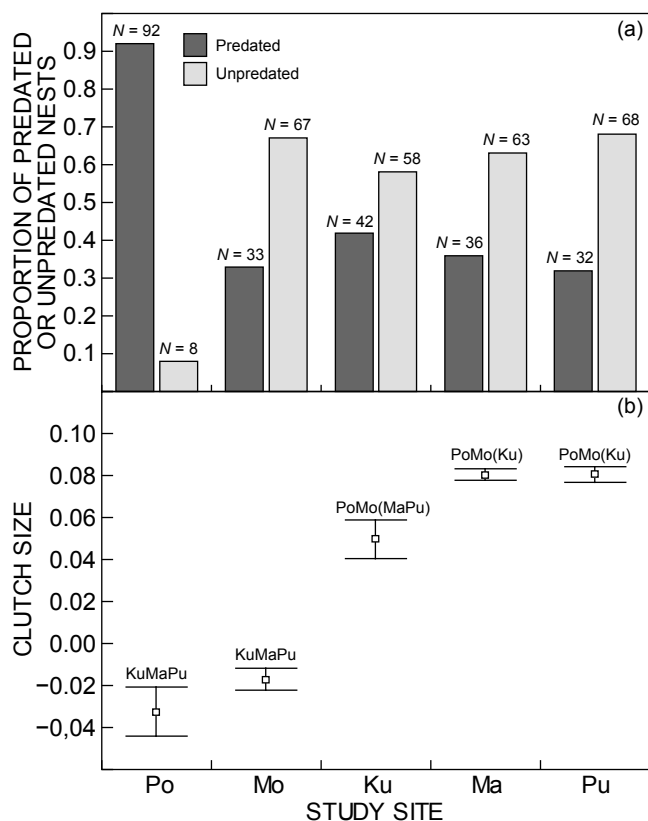 (a)
N = 92
Predated
Unpredated
N = 67
N = 68
N = 63
N = 58
N = 42
N = 36
N = 33
N = 32
N = 8
0.9
0.8
0.7
0.6
0.5
0.4
0.3
0.2
0.1
PROPORTION OF PREDATED
OR UNPREDATED NESTS
(b)
0.10
0.08
0.06
0.04
0.02
0.00
−0.02
−0,04
CLUTCH SIZE
KuMaPu
KuMaPu
PoMo(MaPu)
PoMo(Ku)
PoMo(Ku)
Po Mo Ku Ma Pu
STUDY SITE